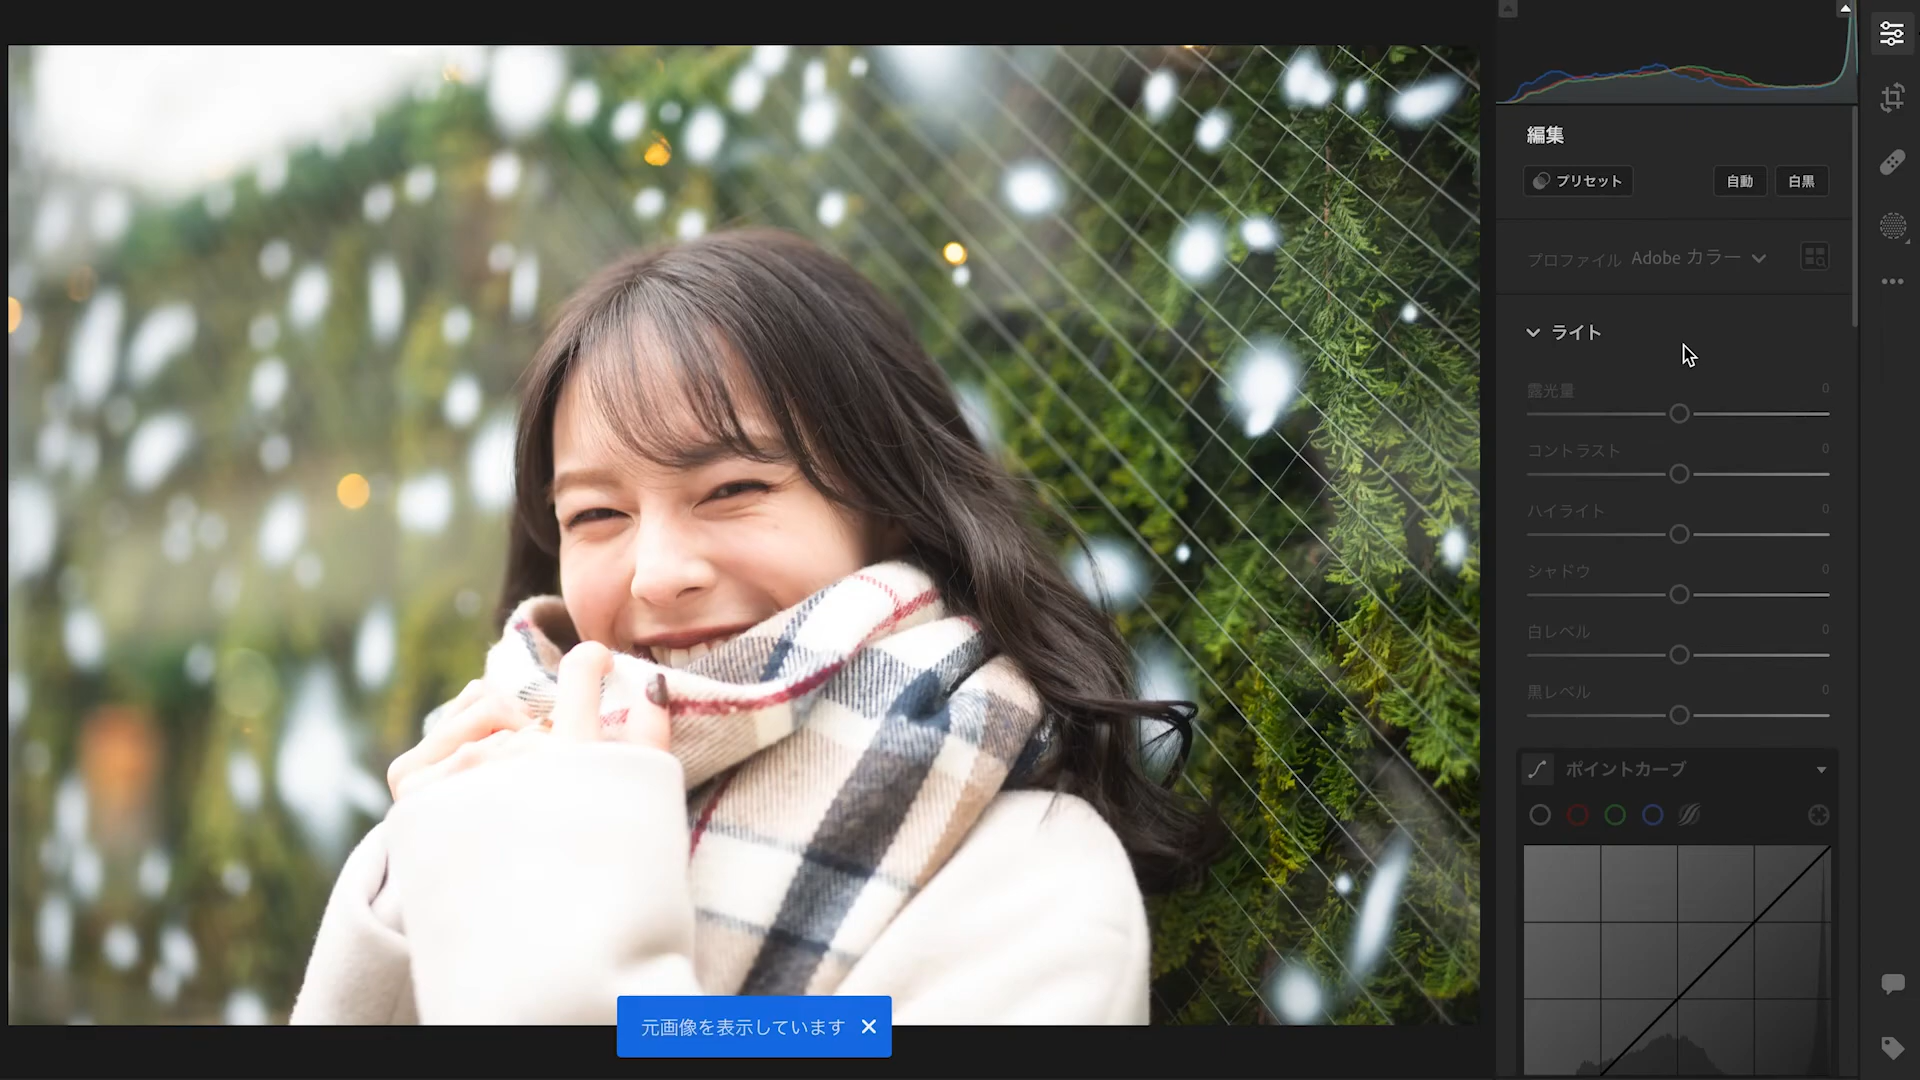 編集
プリセット
自動
白黒
プロファイル Adobe カラー
ライト
露光量 0
コントラスト 0
ハイライト 0
シャドウ 0
白レベル 0
黒レベル 0
ポイントカーブ
元画像を表示しています